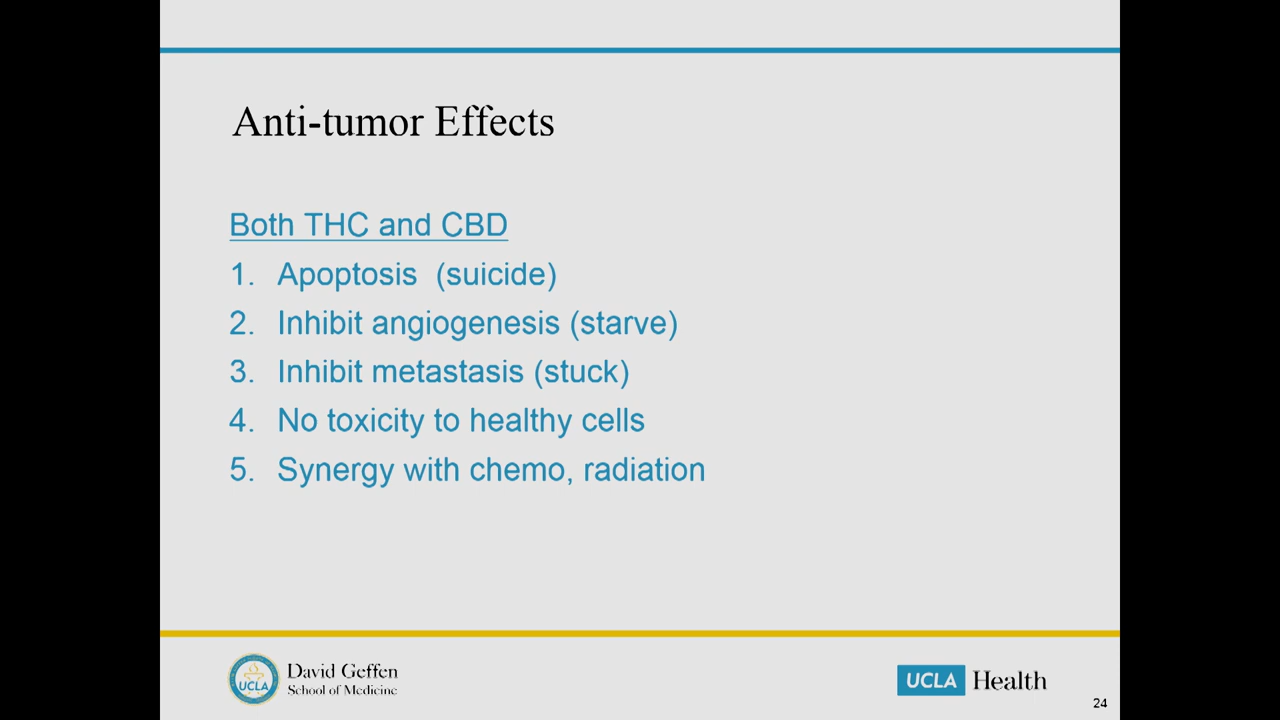 Anti-tumor Effects
Both THC and CBD
1. Apoptosis (suicide)
2. Inhibit angiogenesis (starve)
3. Inhibit metastasis (stuck)
4. No toxicity to healthy cells
5. Synergy with chemo, radiation
UCLA
David Geffen
School of Medicine
UCLA Health
24